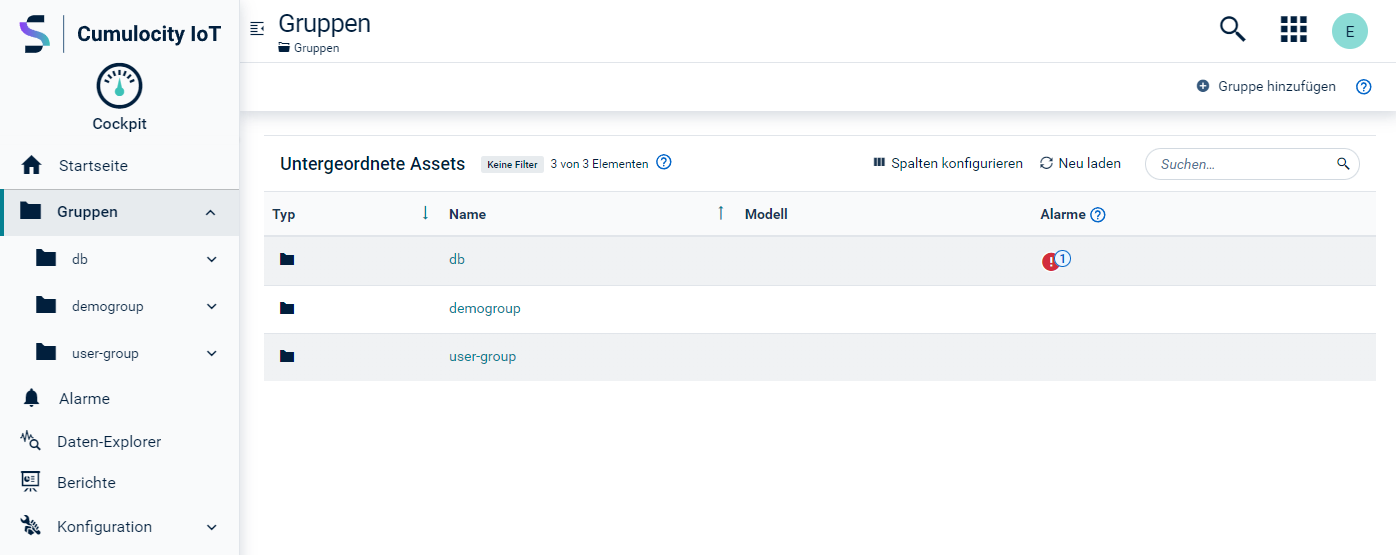 Cumulocity IoT
Cockpit
Startseite
Gruppen
db
demogroup
user-group
Alarme
Daten-Explorer
Berichte
Konfiguration
Gruppen
Gruppen
E
Gruppe hinzufügen ?
Untergeordnete Assets Keine Filter 3 von 3 Elementen ? Spalten konfigurieren Neu laden Suchen...
Typ ↓ Name ↑ Modell Alarme ?
db ! 1
demogroup
user-group